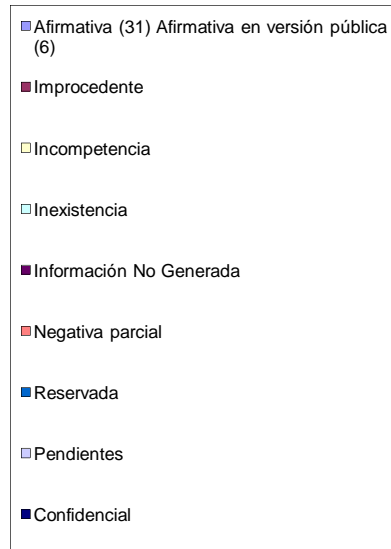 Afirmativa (31) Afirmativa en versión pública
(6)
Improcedente
Incompetencia
Inexistencia
Información No Generada
Negativa parcial
Reservada
Pendientes
Confidencial